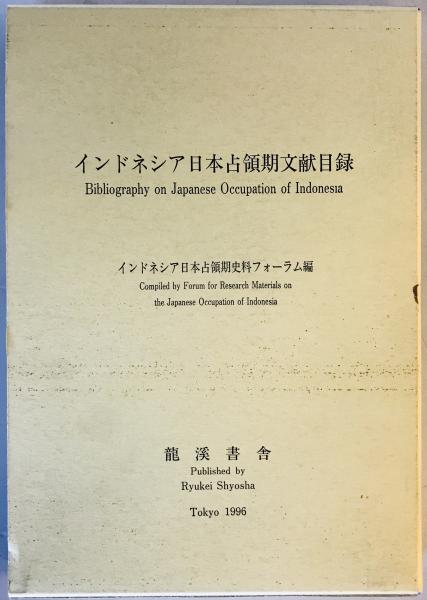 インドネシア日本占領期文献目録
Bibliography on Japanese Occupation of Indonesia
インドネシア日本占領期史料フォーラム編
Compiled by Forum for Research Materials on
the Japanese Occupation of Indonesia
龍溪書舎
Published by
Ryukei Shyosha
Tokyo 1996